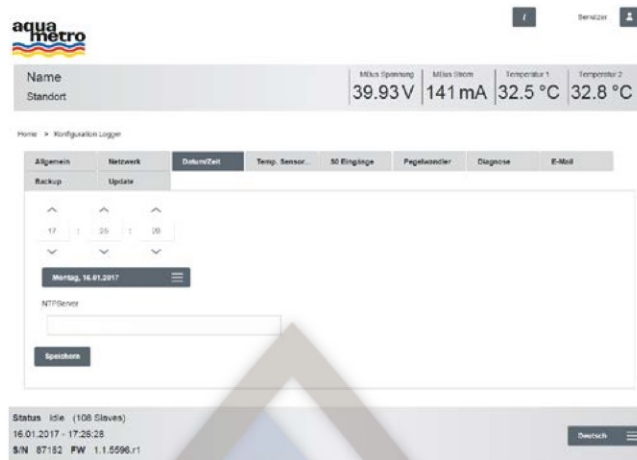 aqua
metro
i
Benutzer
Name
Standort
MBus Spannung
39.93 V
MBus Strom
141 mA
Temperatur 1
32.5 °C
Temperatur 2
32.8 °C
Home > Konfiguration Logger
Allgemein Netzwerk Datum/Zeit Temp. Sensor... S0 Eingänge Pegelwandler Diagnose E-Mail
Backup Update
17 : 25 : 20
Montag, 16.01.2017
NTPServer
Speichern
Status Idle (108 Slaves)
16.01.2017 - 17:26:28
S/N 87182 FW 1.1.5596.r1
Deutsch